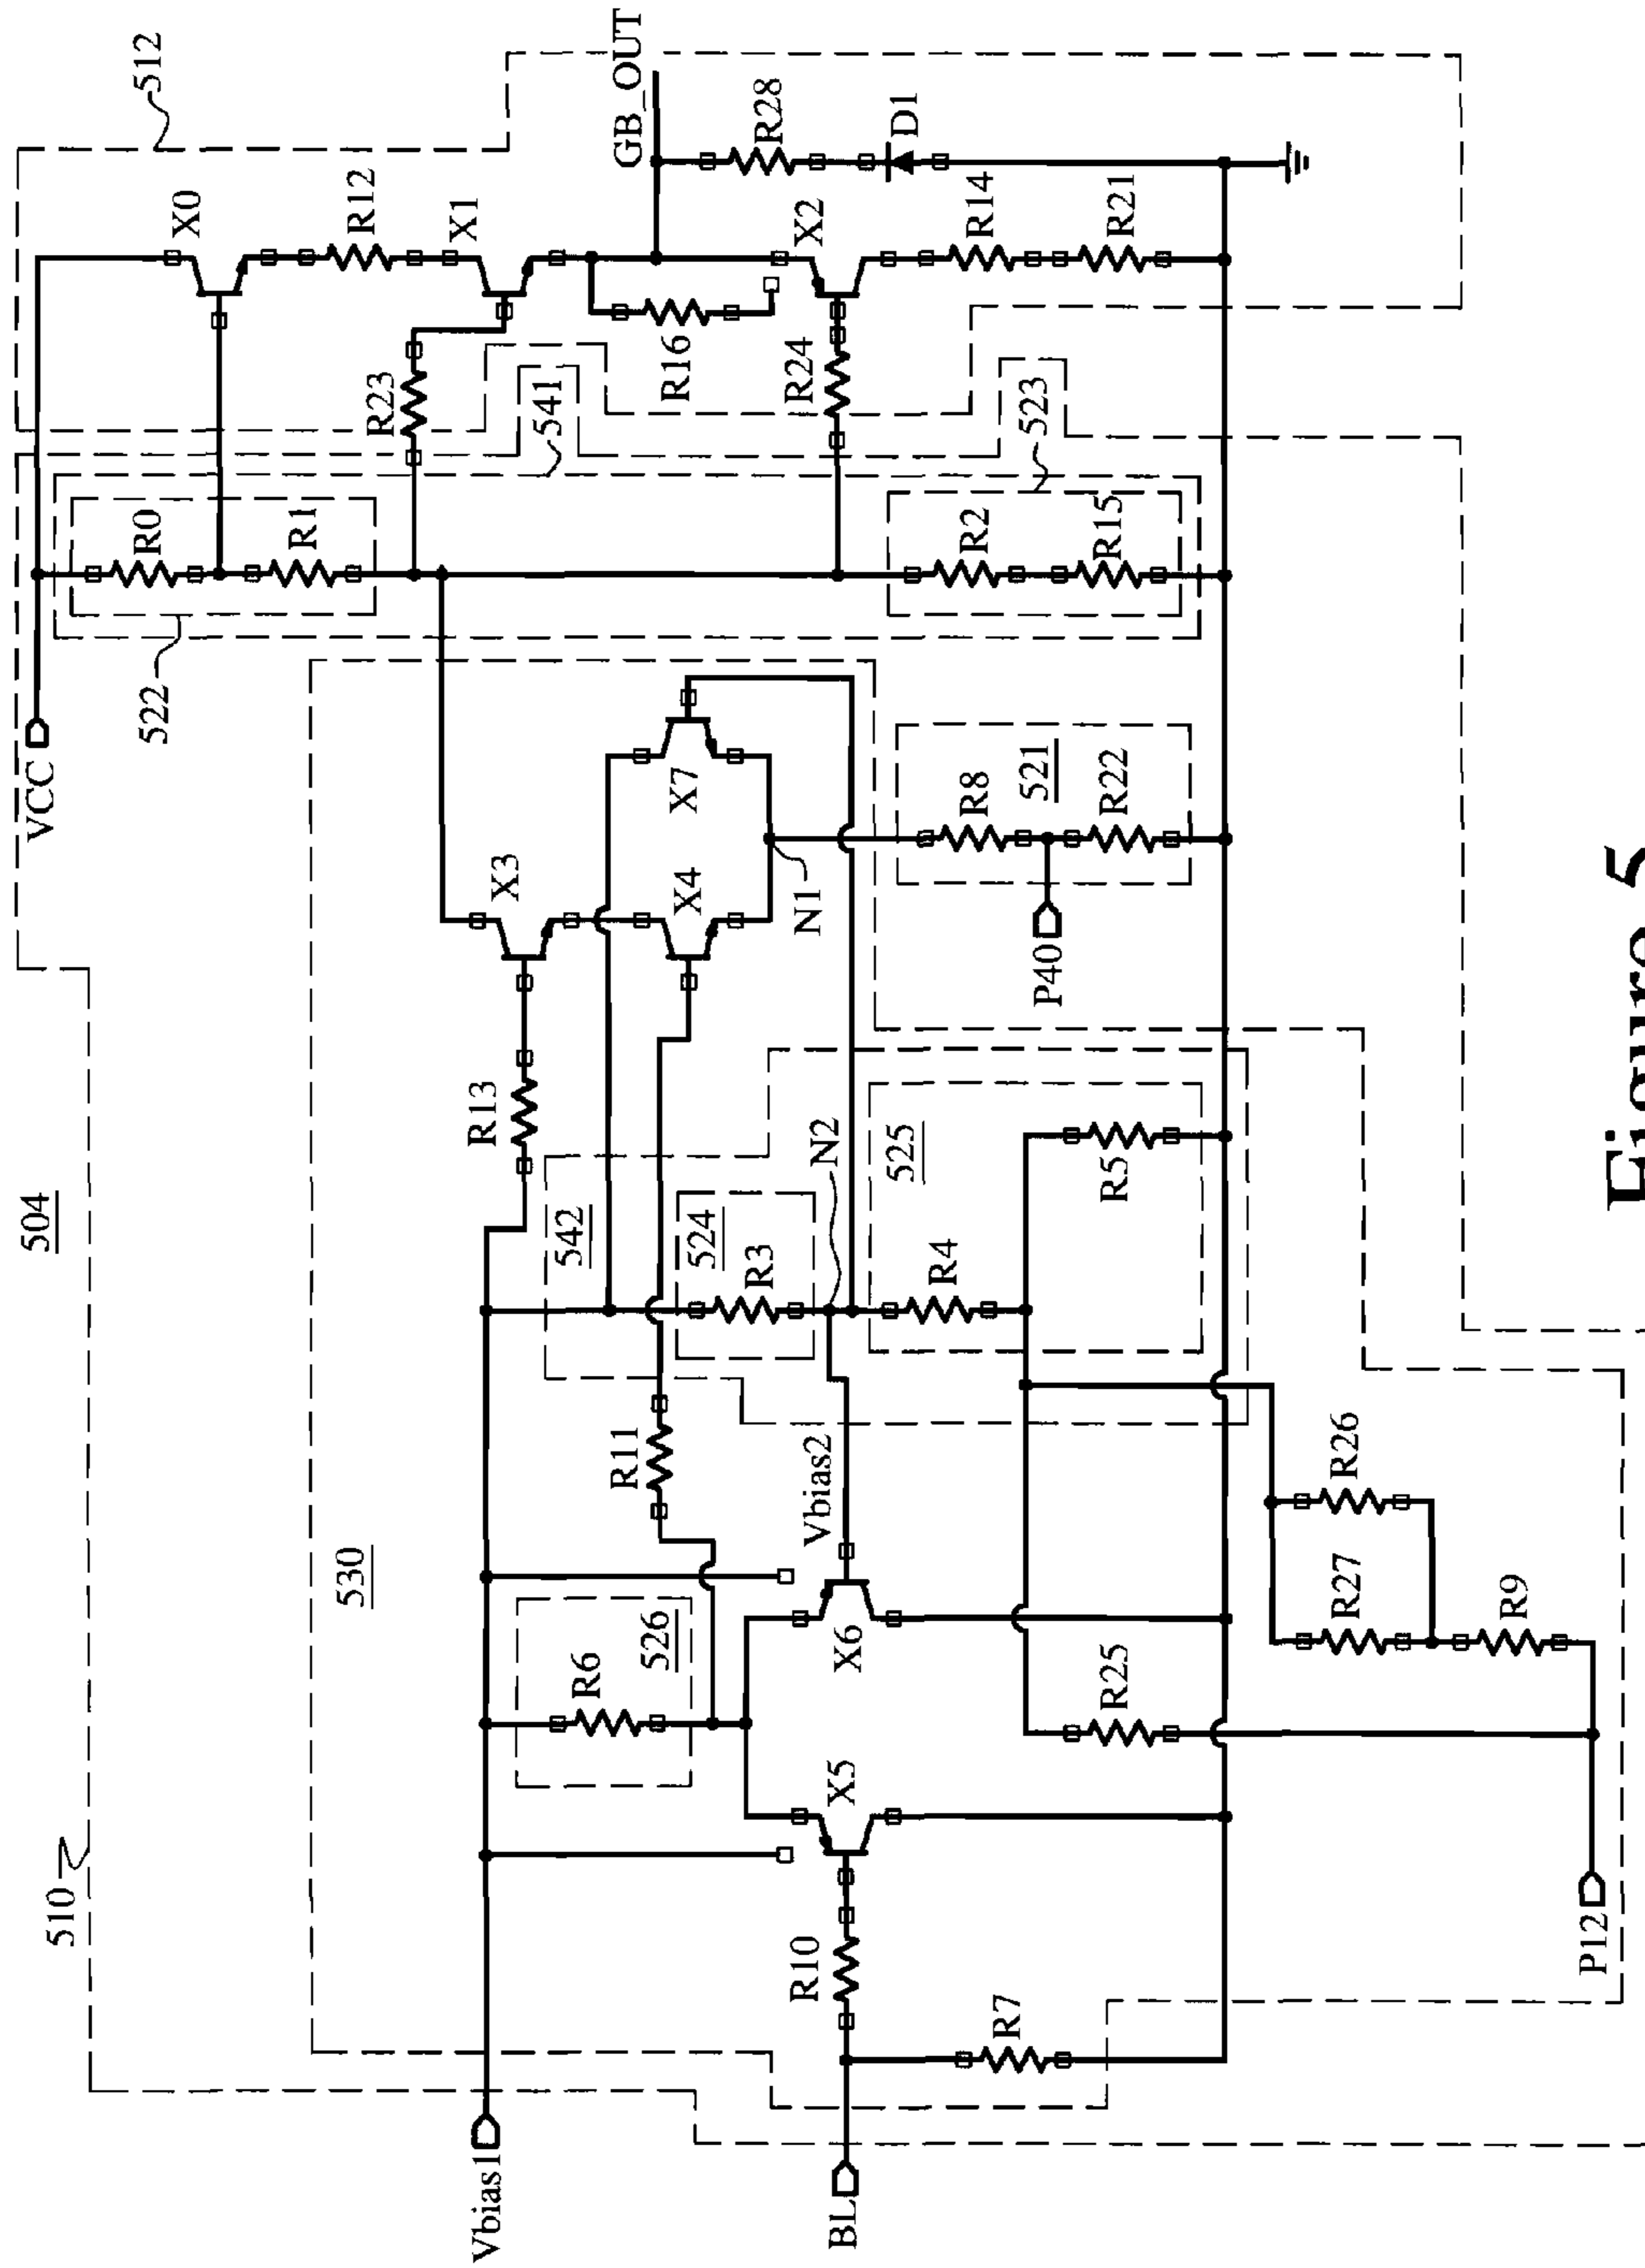 504
510
512
VCC
522
R0
R1
541
X0
R12
X1
R23
R16
GB_OUT
R28
D1
X2
R24
R14
R21
523
R2
R15
530
X3
R13
X4
X7
N1
R8
521
R22
P40
Vbias1
526
R6
R11
542
524
R3
N2
Vbias2
525
R4
R5
X5
X6
R10
BL
R7
R25
R27
R26
R9
P12
Figure 5